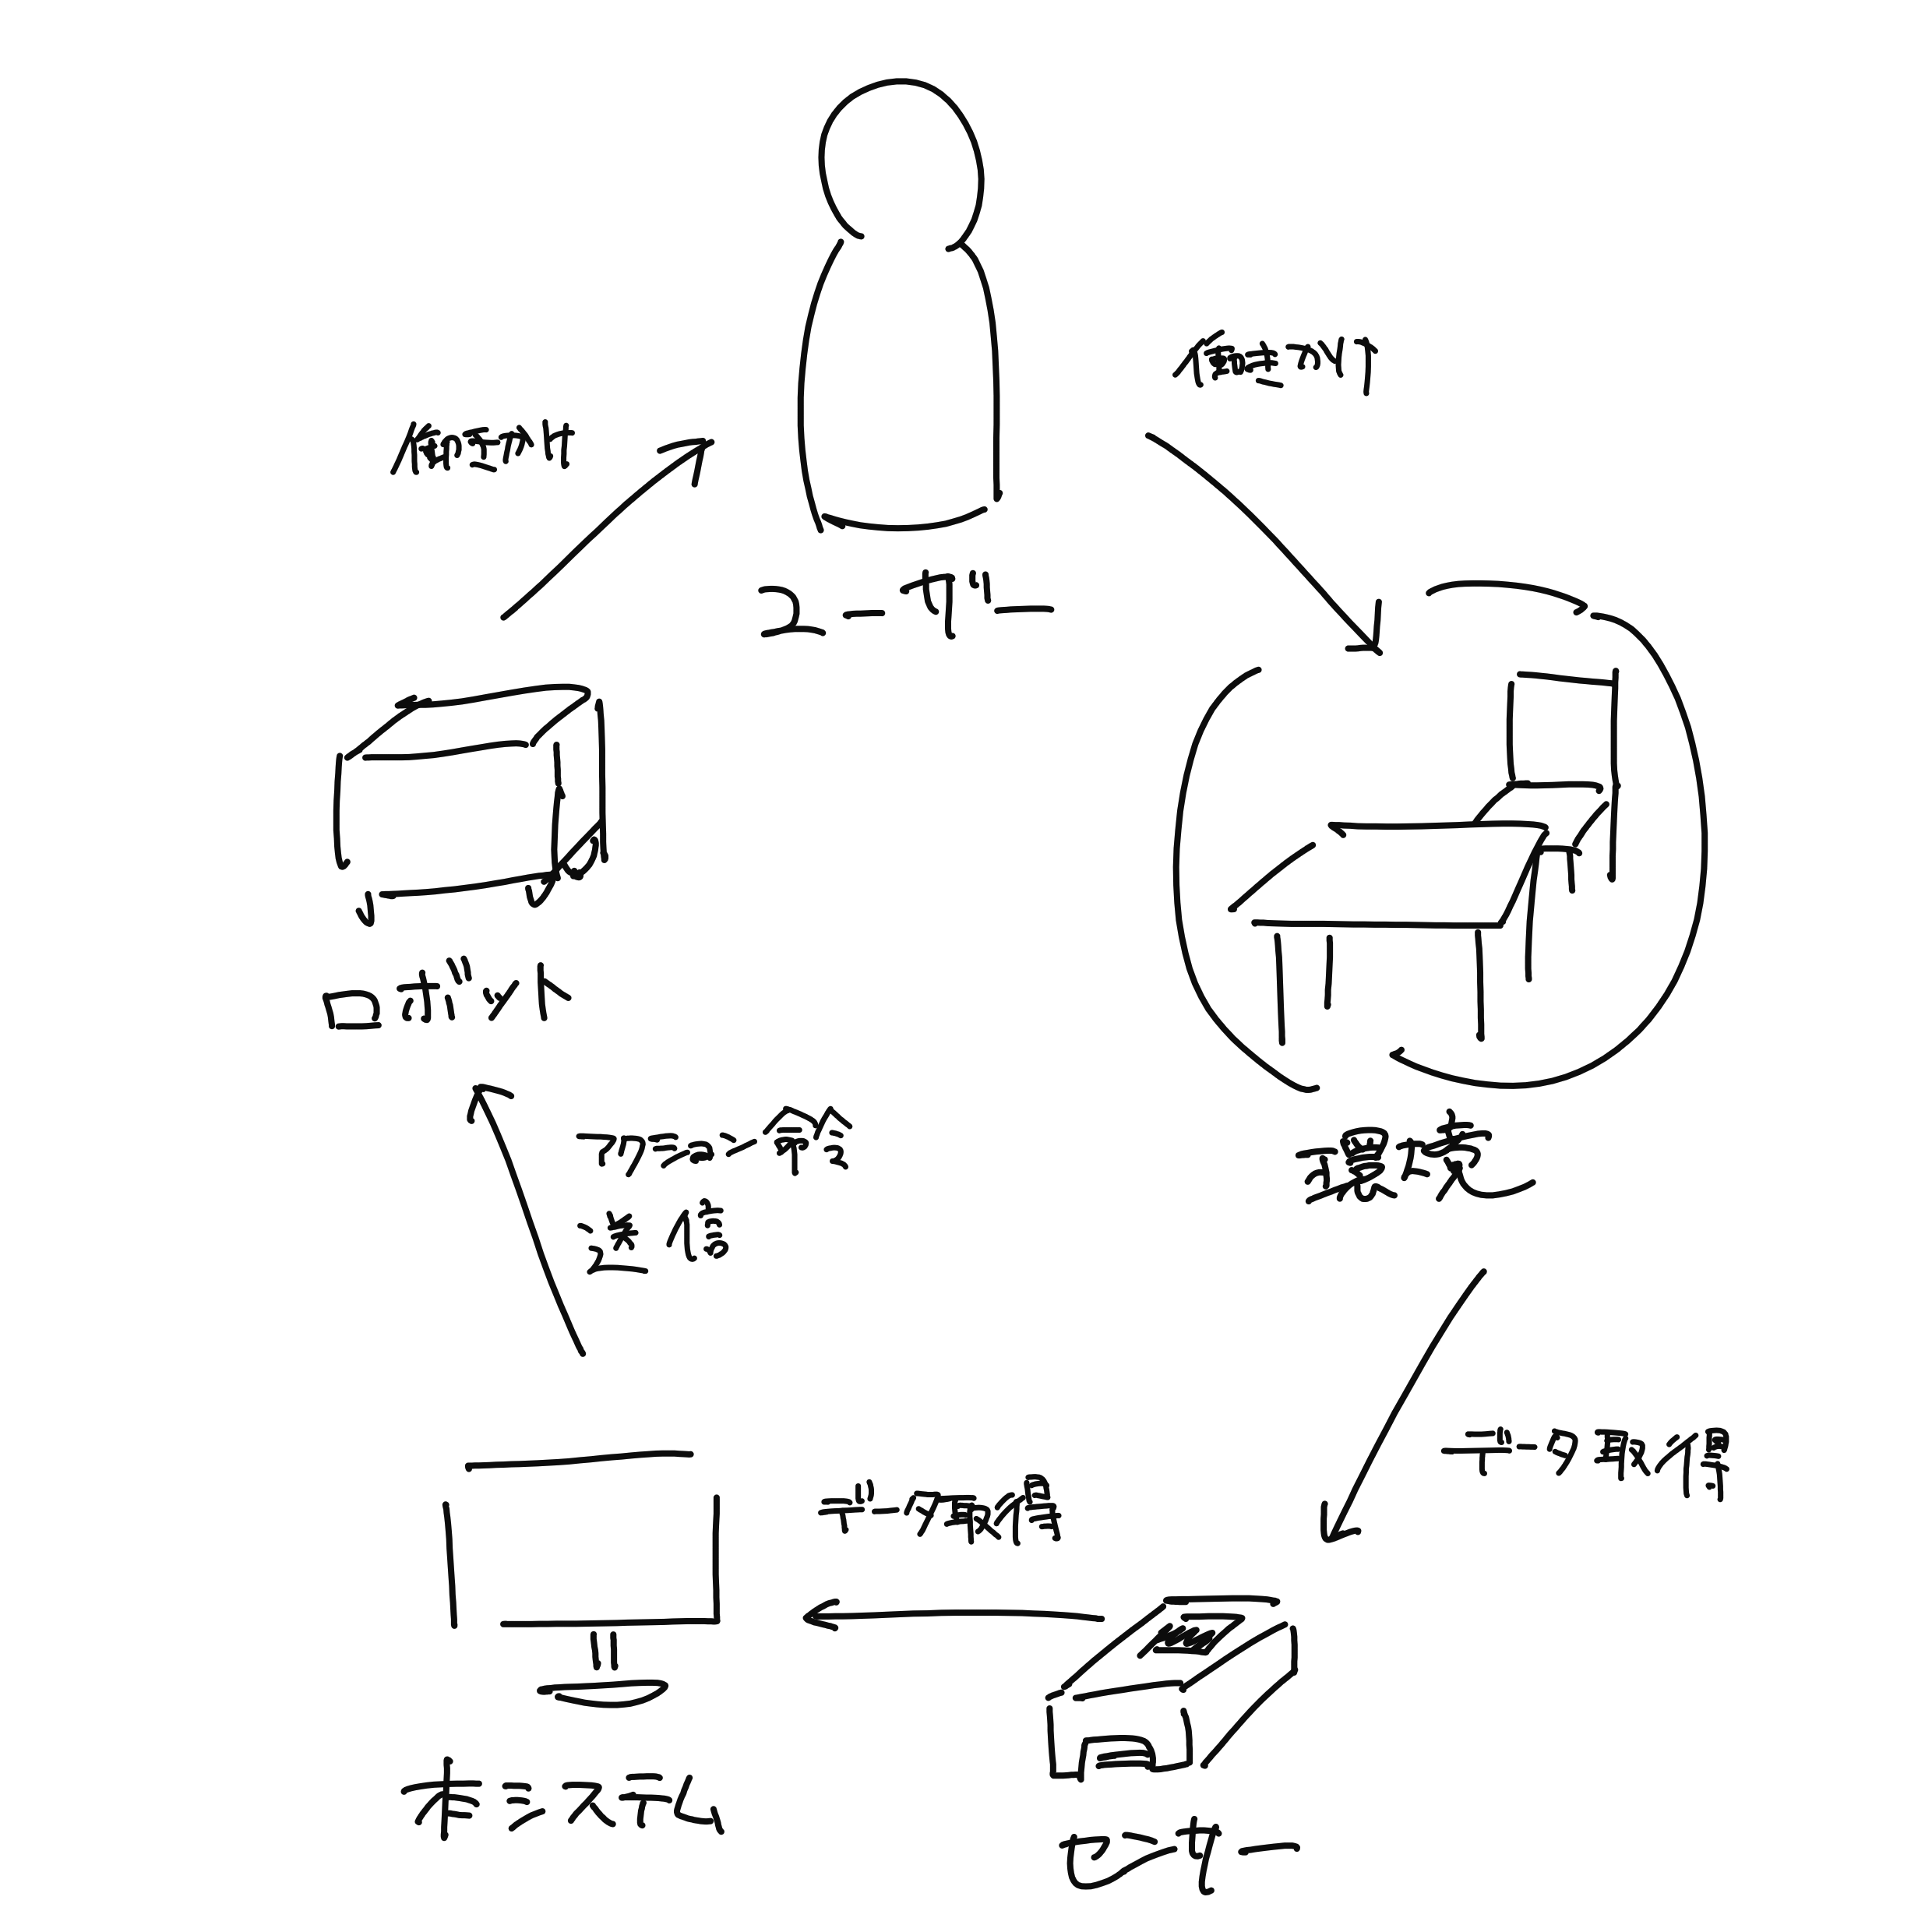 ユーザー
働きかけ
働きかけ
ロボット
環境
アクション命令
送信
データ取得
データ取得
本システム
センサー